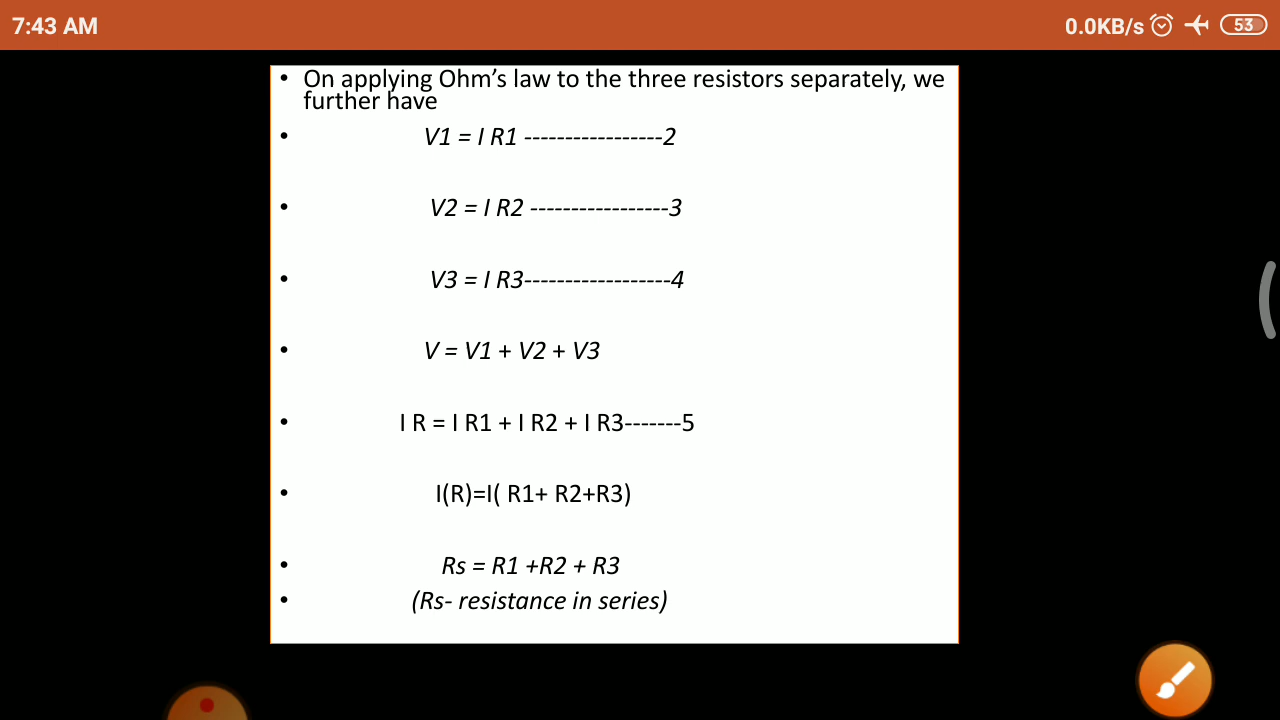 7:43 AM
0.0KB/s
53
• On applying Ohm’s law to the three resistors separately, we
further have
• V1 = I R1 -----------------2
• V2 = I R2 -----------------3
• V3 = I R3------------------4
• V = V1 + V2 + V3
• I R = I R1 + I R2 + I R3-------5
• I(R)=I( R1+ R2+R3)
• Rs = R1 +R2 + R3
• (Rs- resistance in series)